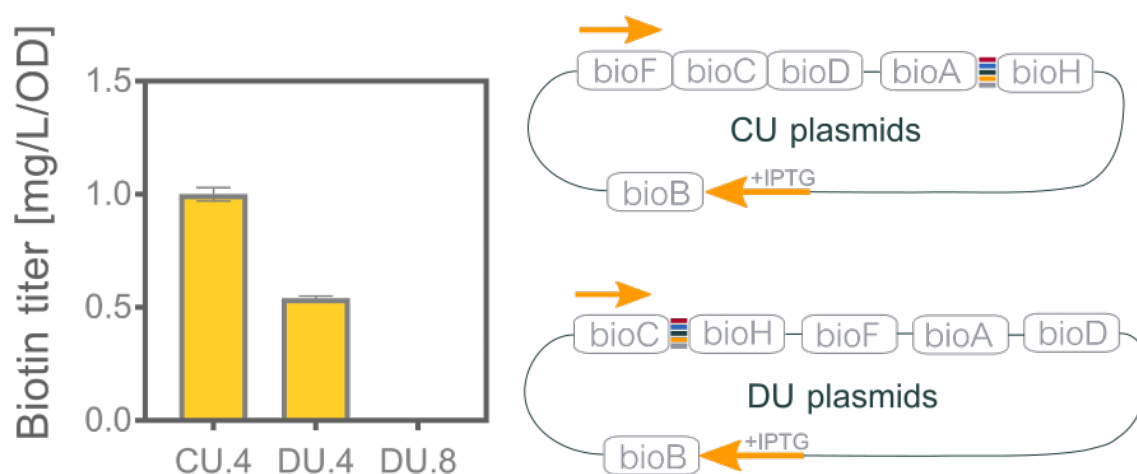 Biotin titer [mg/L/OD]
1.5
1.0
0.5
0.0
CU.4 DU.4 DU.8
bioF bioC bioD bioA bioH
CU plasmids
+IPTG
bioB
bioC bioH bioF bioA bioD
DU plasmids
+IPTG
bioB